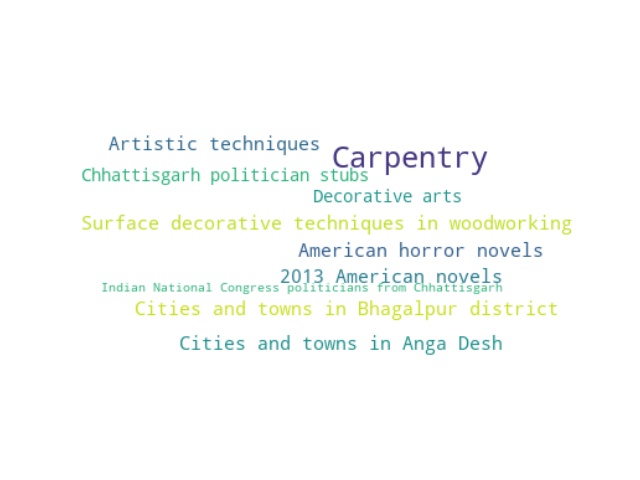 Artistic techniques
Carpentry
Chhattisgarh politician stubs
Decorative arts
Surface decorative techniques in woodworking
American horror novels
2013 American novels
Indian National Congress politicians from Chhattisgarh
Cities and towns in Bhagalpur district
Cities and towns in Anga Desh